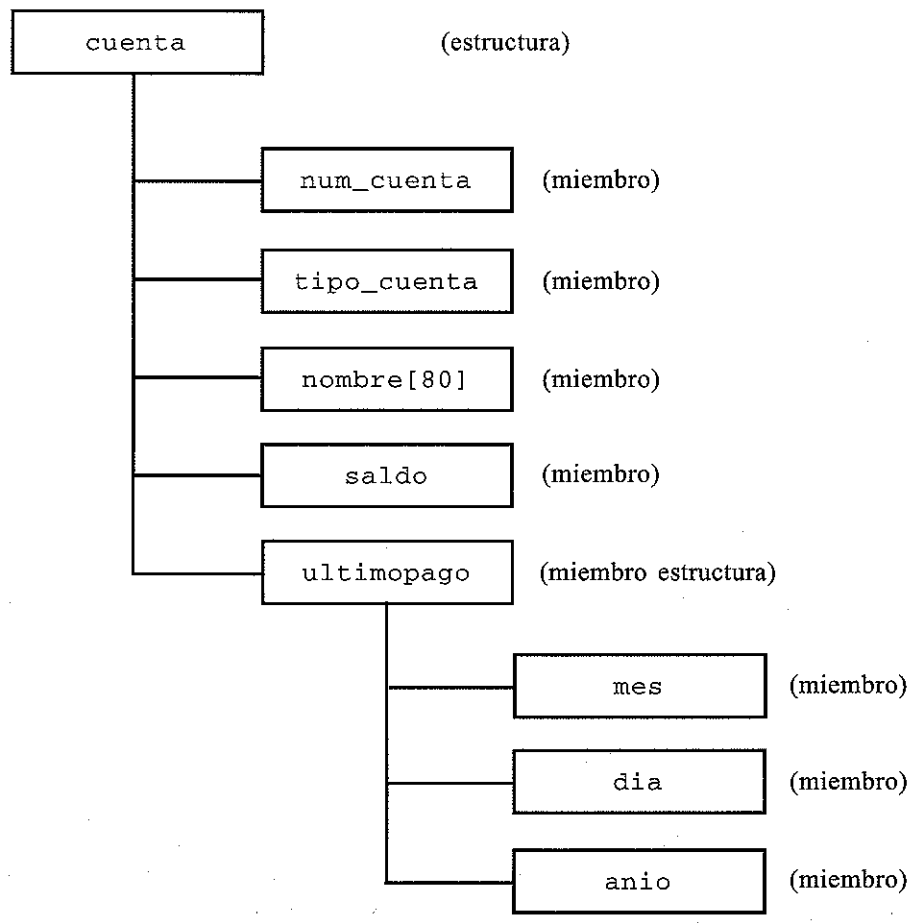 cuenta (estructura)
num_cuenta (miembro)
tipo_cuenta (miembro)
nombre[80] (miembro)
saldo (miembro)
ultimopago (miembro estructura)
mes (miembro)
dia (miembro)
anio (miembro)